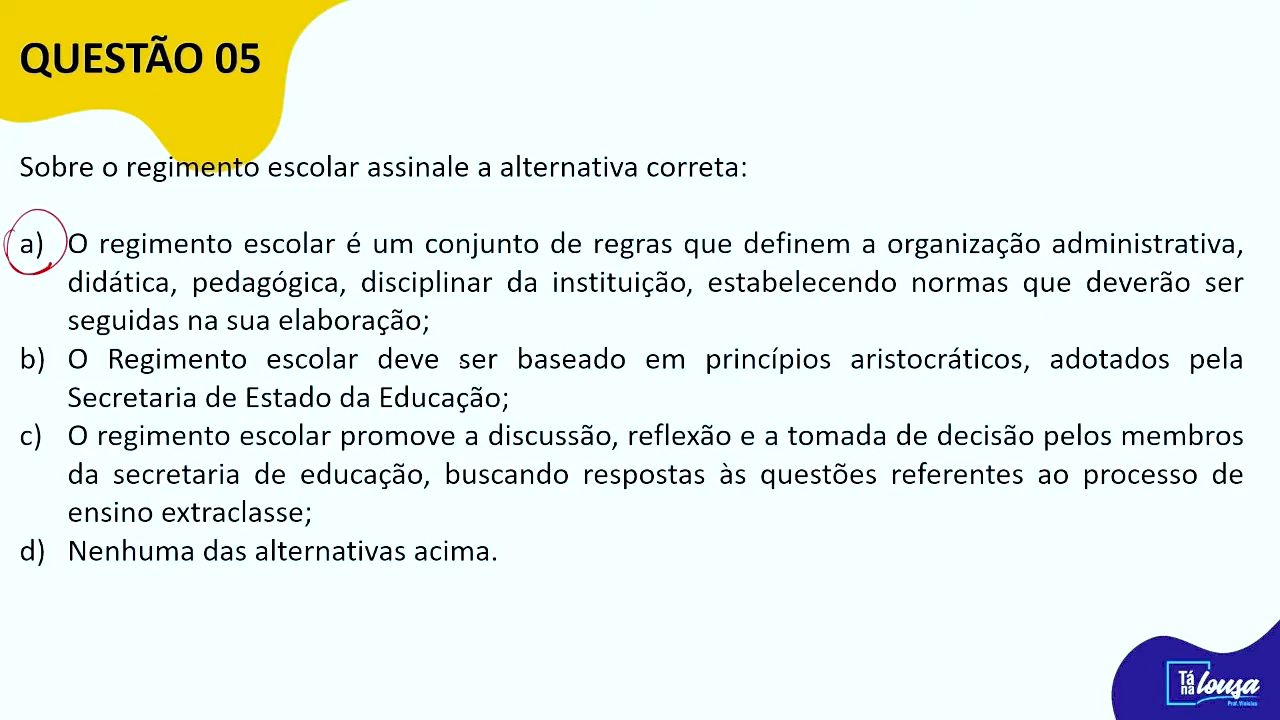 QUESTÃO 05
Sobre o regimento escolar assinale a alternativa correta:
a) O regimento escolar é um conjunto de regras que definem a organização administrativa,
didática, pedagógica, disciplinar da instituição, estabelecendo normas que deverão ser
seguidas na sua elaboração;
b) O Regimento escolar deve ser baseado em princípios aristocráticos, adotados pela
Secretaria de Estado da Educação;
c) O regimento escolar promove a discussão, reflexão e a tomada de decisão pelos membros
da secretaria de educação, buscando respostas às questões referentes ao processo de
ensino extraclasse;
d) Nenhuma das alternativas acima.
Tá na lousa
Prof. Vinicius